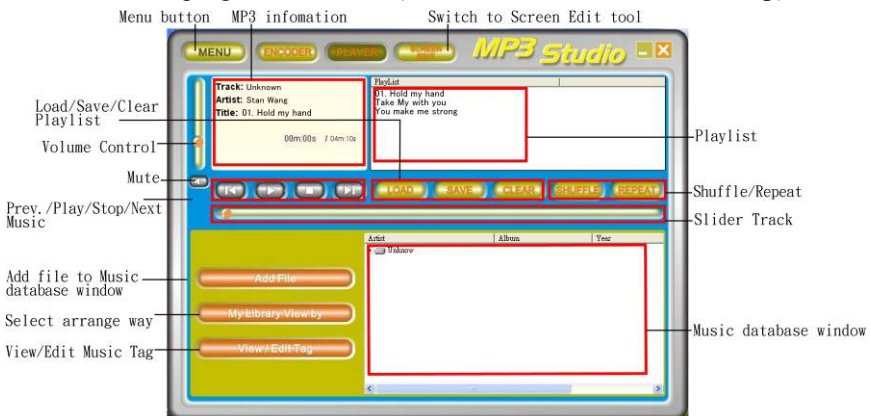 Menu button
MP3 infomation
Switch to Screen Edit tool
MENU
ENCODER
PLAYER
SCREEN
MP3 Studio
Track: Unknown
Artist: Stan Wang
Title: 01. Hold my hand
00m:00s / 04m:10s
PlayList
01. Hold my hand
Take My with you
You make me strong
Load/Save/Clear
Playlist
Volume Control
Mute
Prev./Play/Stop/Next
Music
Playlist
Shuffle/Repeat
Slider Track
LOAD
SAVE
CLEAR
SHUFFLE
REPEAT
Artist
Album
Year
Unknow
Add file to Music
database window
Select arrange way
View/Edit Music Tag
Add File
My Library View by
View / Edit Tag
Music database window